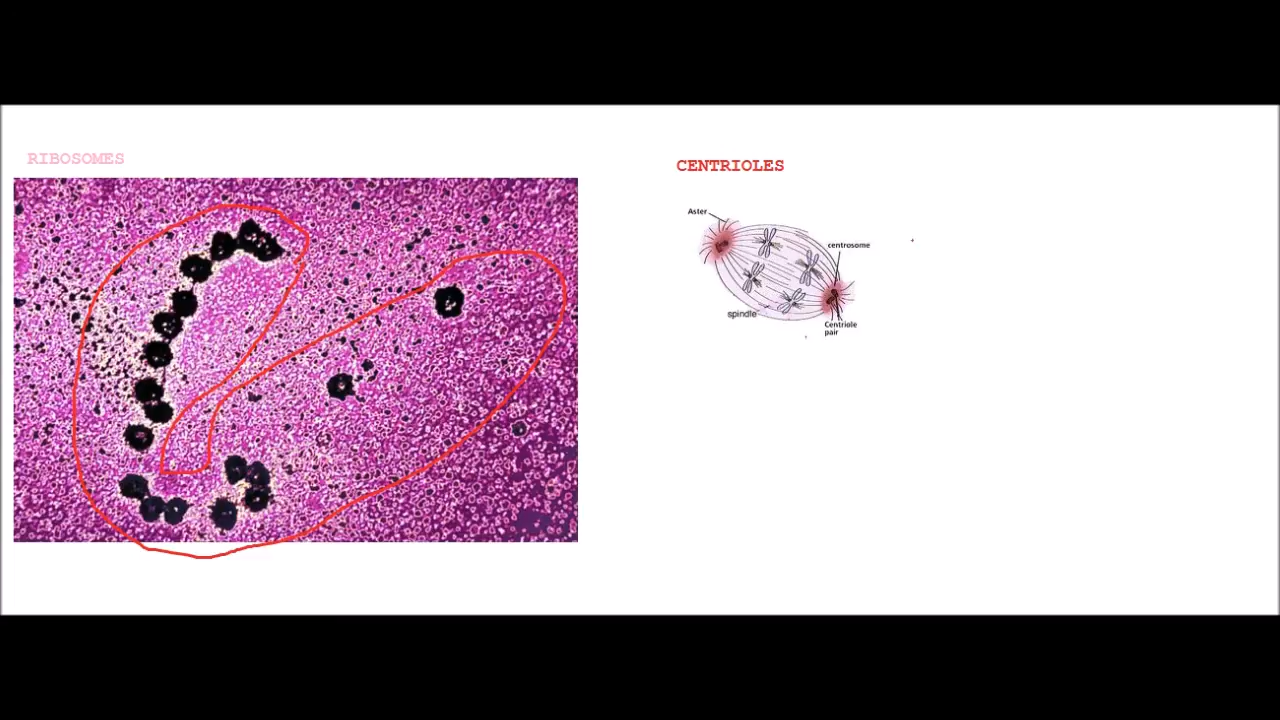 RIBOSOMES
CENTRIOLES
Aster
centrosome
spindle
Centriole
pair